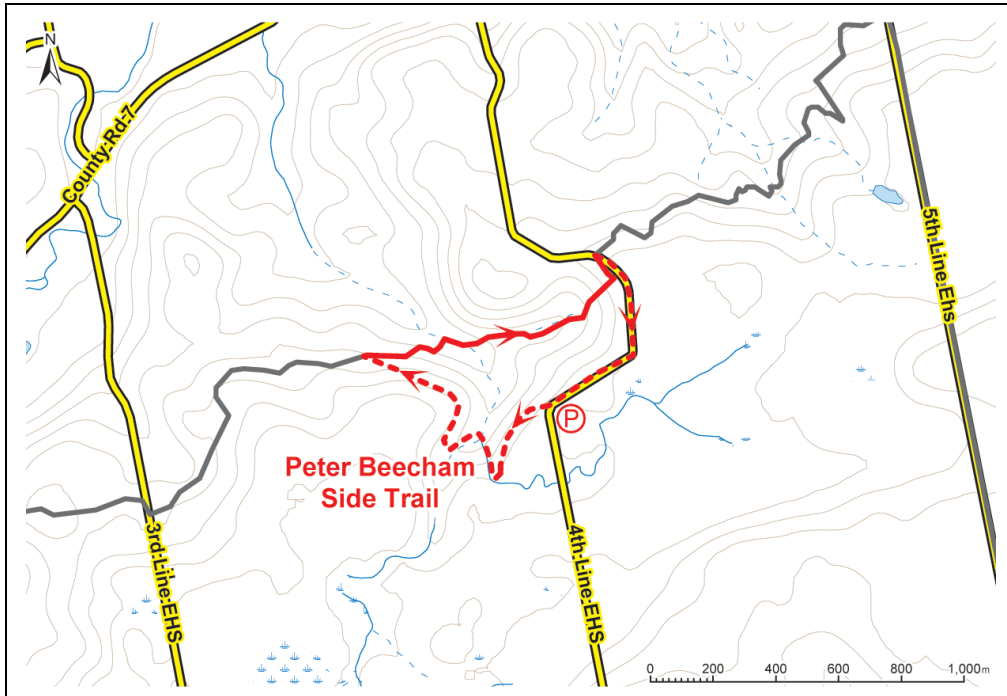 N
County Rd 7
5th Line Ehs
P
Peter Beecham
Side Trail
3rd Line EHS
4th Line EHS
0 200 400 600 800 1,000 m